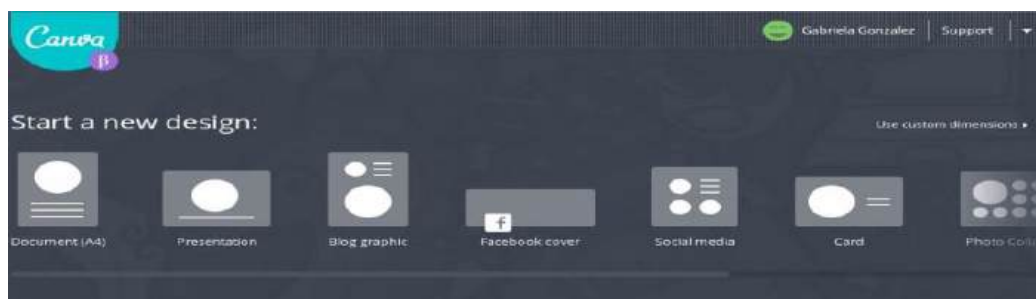 Canva
β
Gabriela Gonzalez
Support
Start a new design:
Use custom dimensions
Document (A4)
Presentation
Blog graphic
f
Facebook cover
Social media
Card
Photo Coll